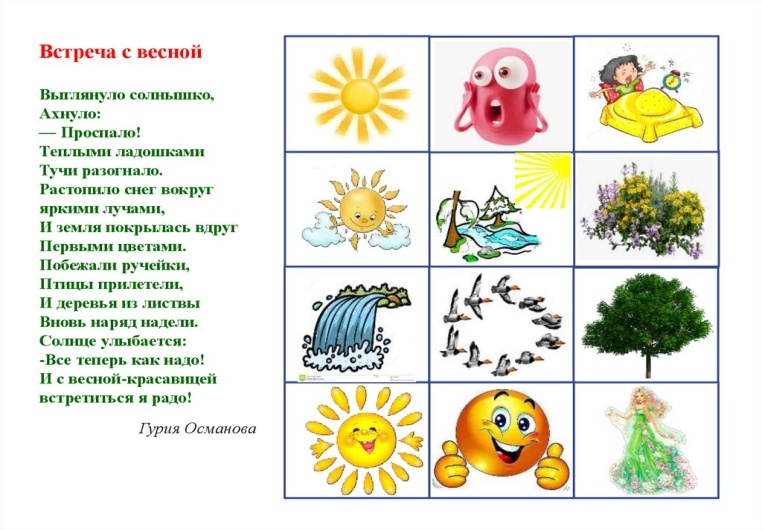 Встреча с весной
Выглянуло солнышко,
Ахнуло:
— Проспало!
Теплыми ладошками
Тучи разогнало.
Растопило снег вокруг
яркими лучами,
И земля покрылась вдруг
Первыми цветами.
Побежали ручейки,
Птицы прилетели,
И деревья из листвы
Вновь наряд надели.
Солнце улыбается:
-Все теперь как надо!
И с весной-красавицей
встретиться я радо!
Гурия Османова